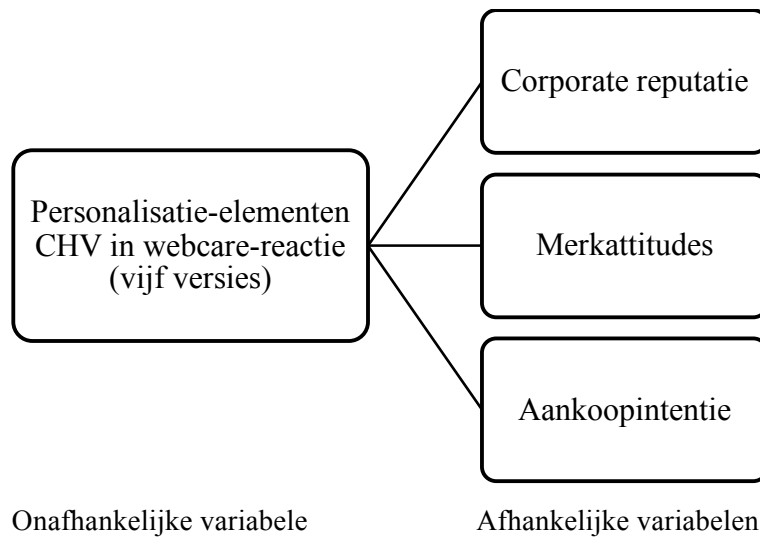 Corporate reputatie
Personalisatie-elementen
CHV in webcare-reactie
(vijf versies)
Merkattitudes
Aankoopintentie
Onafhankelijke variabele
Afhankelijke variabelen